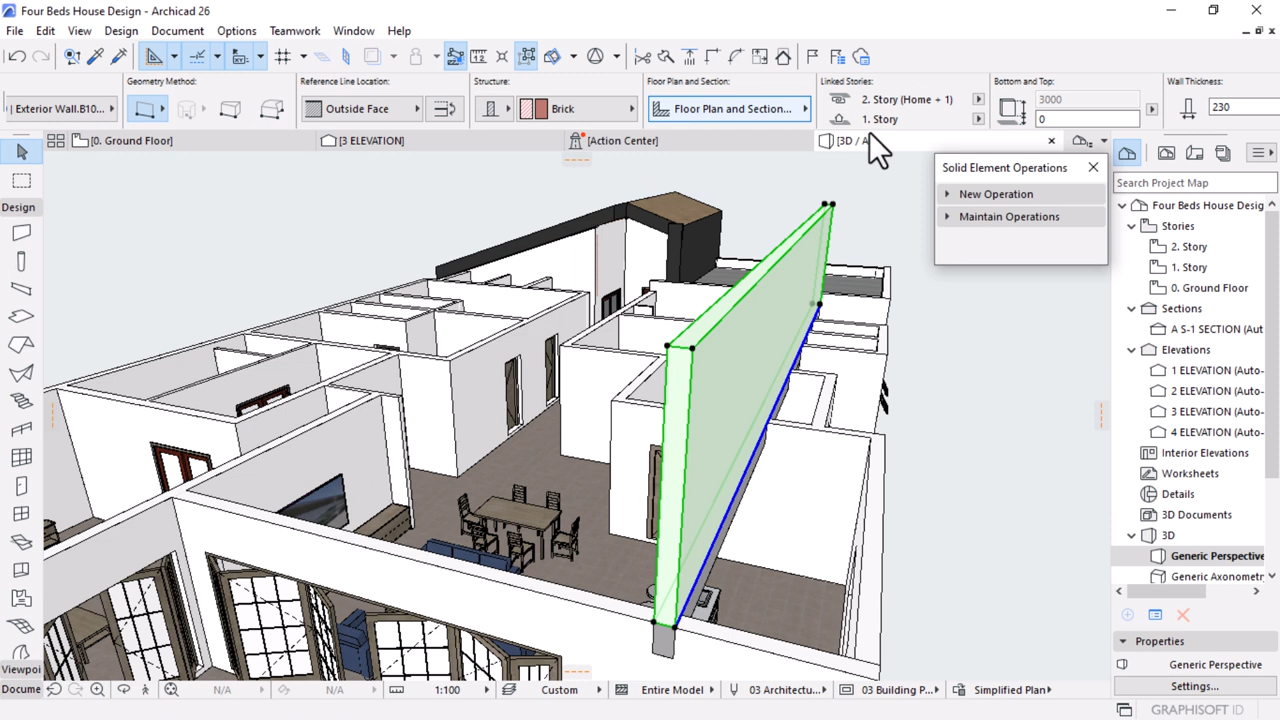 Four Beds House Design - Archicad 26
File Edit View Design Document Options Teamwork Window Help
Geometry Method: Reference Line Location: Structure: Floor Plan and Section: Linked Stories: Bottom and Top: Wall Thickness:
Exterior Wall.B10... Outside Face Brick Floor Plan and Section... 2. Story (Home + 1) 3000 230
1. Story 0
[0. Ground Floor] [3 ELEVATION] [Action Center] [3D / A
Solid Element Operations
New Operation
Maintain Operations
Search Project Map
Four Beds House Desig
Stories
2. Story
1. Story
0. Ground Floor
Sections
A S-1 SECTION (Aut
Elevations
1 ELEVATION (Auto-
2 ELEVATION (Auto-
3 ELEVATION (Auto-
4 ELEVATION (Auto-
Interior Elevations
Worksheets
Details
3D Documents
3D
Generic Perspective
Generic Axonometr
Properties
Generic Perspective
Settings...
GRAPHISOFT ID
Design
Viewpoi
Docume
N/A N/A 1:100 Custom Entire Model 03 Architectu... 03 Building P... Simplified Plan